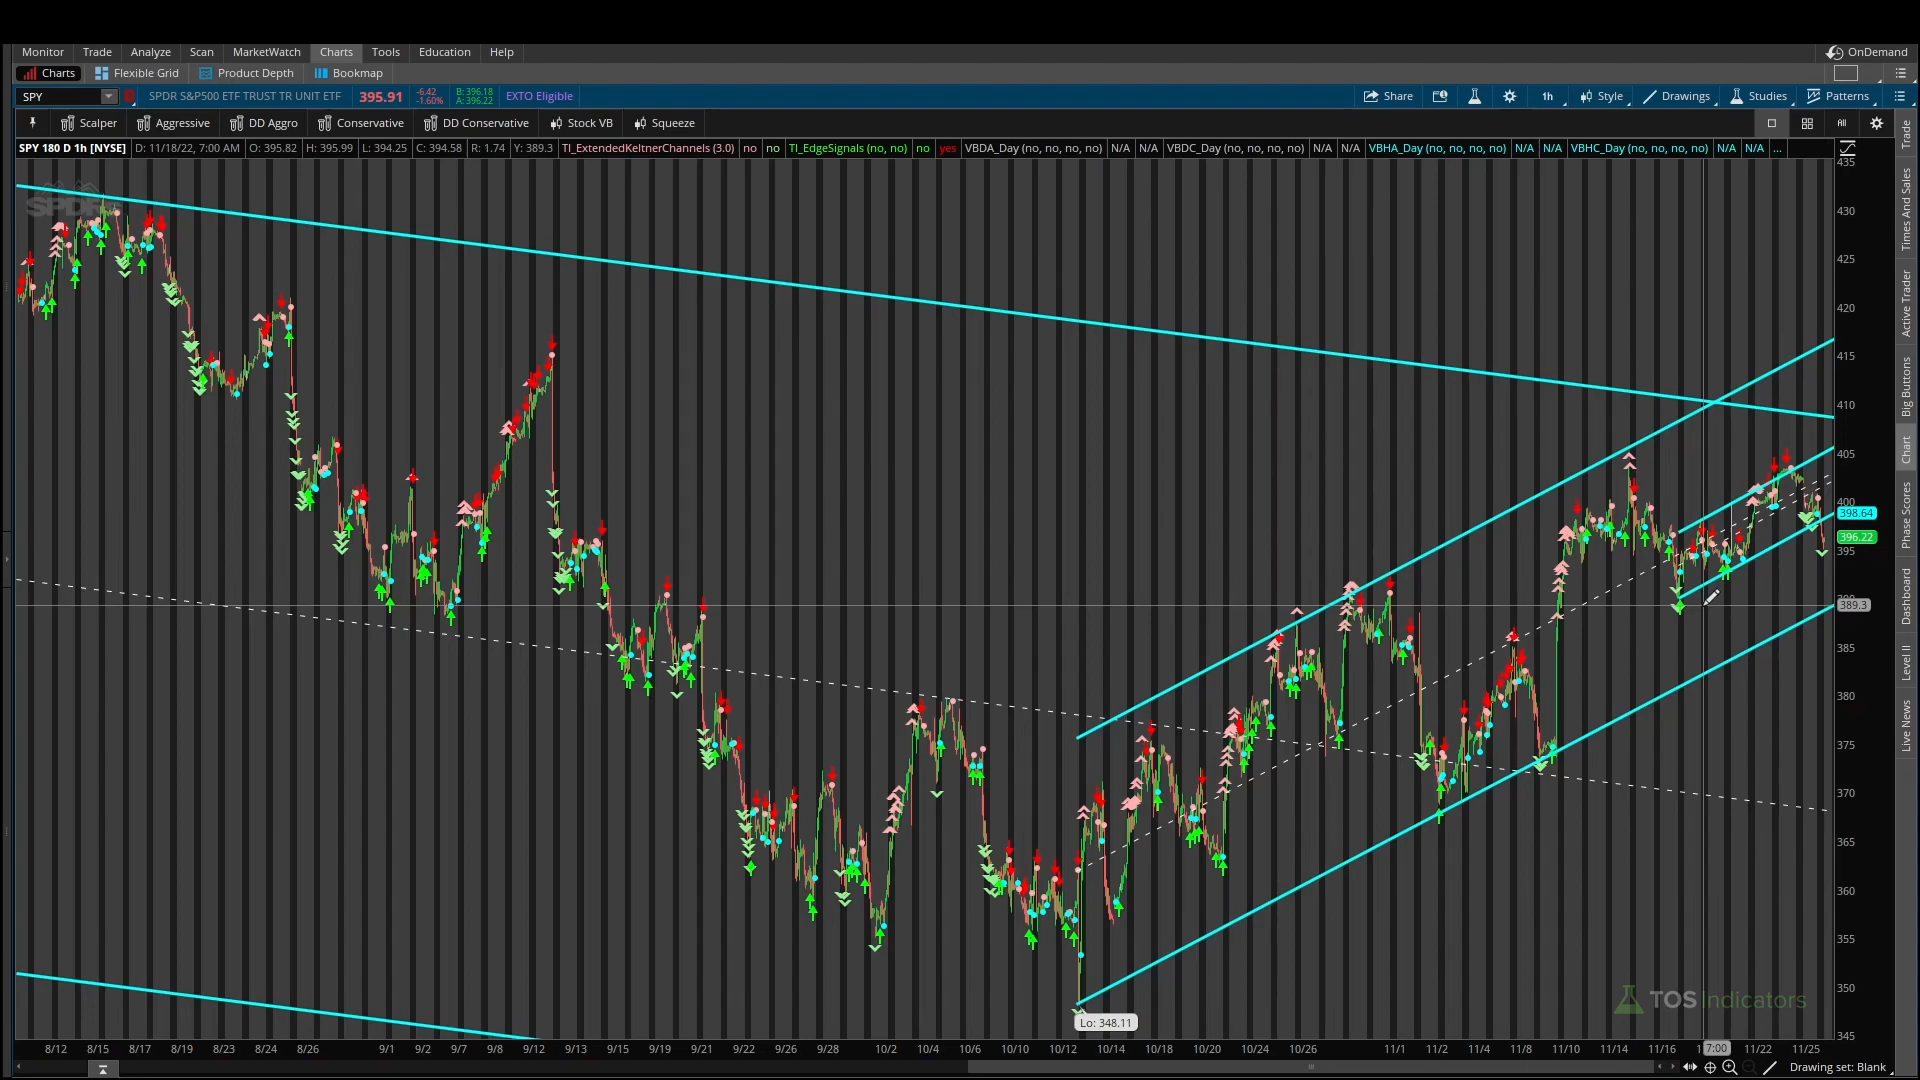 Monitor Trade Analyze Scan MarketWatch Charts Tools Education Help OnDemand
Charts Flexible Grid Product Depth Bookmap
SPY SPDR S&P500 ETF TRUST TR UNIT ETF 395.91 -6.42 -1.60% B: 396.18 A: 396.22 EXTO Eligible Share 1h Style Drawings Studies Patterns
Scalper Aggressive DD Aggro Conservative DD Conservative Stock VB Squeeze All
SPY 180 D 1h [NYSE] D: 11/18/22, 7:00 AM O: 395.82 H: 395.99 L: 394.25 C: 394.58 R: 1.74 Y: 389.3 TI_ExtendedKeltnerChannels (3.0) no no TI_EdgeSignals (no, no) no yes VBDA_Day (no, no, no, no) N/A N/A VBDC_Day (no, no, no, no) N/A N/A VBHA_Day (no, no, no, no) N/A N/A VBHC_Day (no, no, no, no) N/A N/A ...
435
430
425
420
415
410
405
400
398.64
396.22
395
389.3
385
380
375
370
365
360
355
350
345
SPDR
Lo: 348.11
TOS Indicators
8/12 8/15 8/17 8/19 8/23 8/24 8/26 9/1 9/2 9/7 9/8 9/12 9/13 9/15 9/19 9/21 9/22 9/26 9/28 10/2 10/4 10/6 10/10 10/12 10/14 10/18 10/20 10/24 10/26 11/1 11/2 11/4 11/8 11/10 11/14 11/16 7:00 11/22 11/25
Drawing set: Blank
Trade
Times And Sales
Active Trader
Big Buttons
Chart
Phase Scores
Dashboard
Level II
Live News